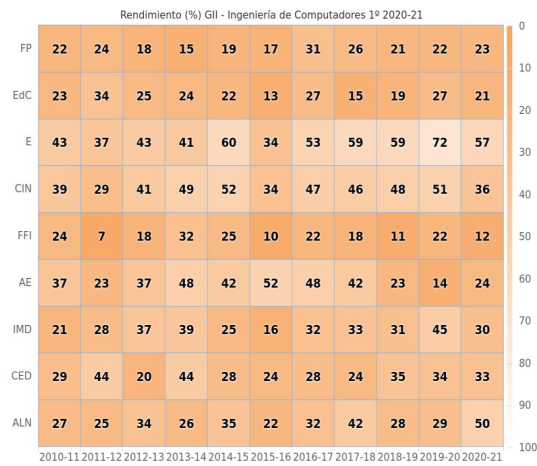 Rendimiento (%) GII - Ingeniería de Computadores 1º 2020-21
FP 22 24 18 15 19 17 31 26 21 22 23
EdC 23 34 25 24 22 13 27 15 19 27 21
E 43 37 43 41 60 34 53 59 59 72 57
CIN 39 29 41 49 52 34 47 46 48 51 36
FFI 24 7 18 32 25 10 22 18 11 22 12
AE 37 23 37 48 42 52 48 42 23 14 24
IMD 21 28 37 39 25 16 32 33 31 45 30
CED 29 44 20 44 28 24 28 24 35 34 33
ALN 27 25 34 26 35 22 32 42 28 29 50
2010-11 2011-12 2012-13 2013-14 2014-15 2015-16 2016-17 2017-18 2018-19 2019-20 2020-21
0
10
20
30
40
50
60
70
80
90
100